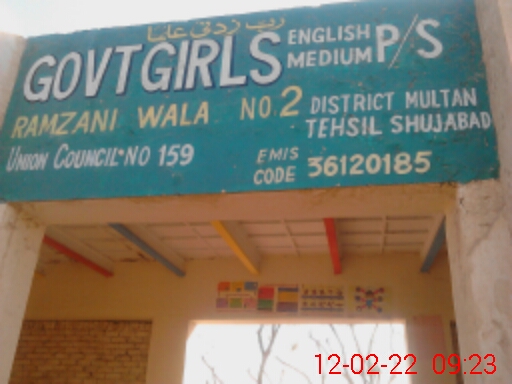 رب زدنی علما
GOVT GIRLS ENGLISH MEDIUM P/S
RAMZANI WALA NO.2 DISTRICT MULTAN
TEHSIL SHUJABAD
UNION COUNCIL NO 159
EMIS CODE 36120185
12-02-22 09:23